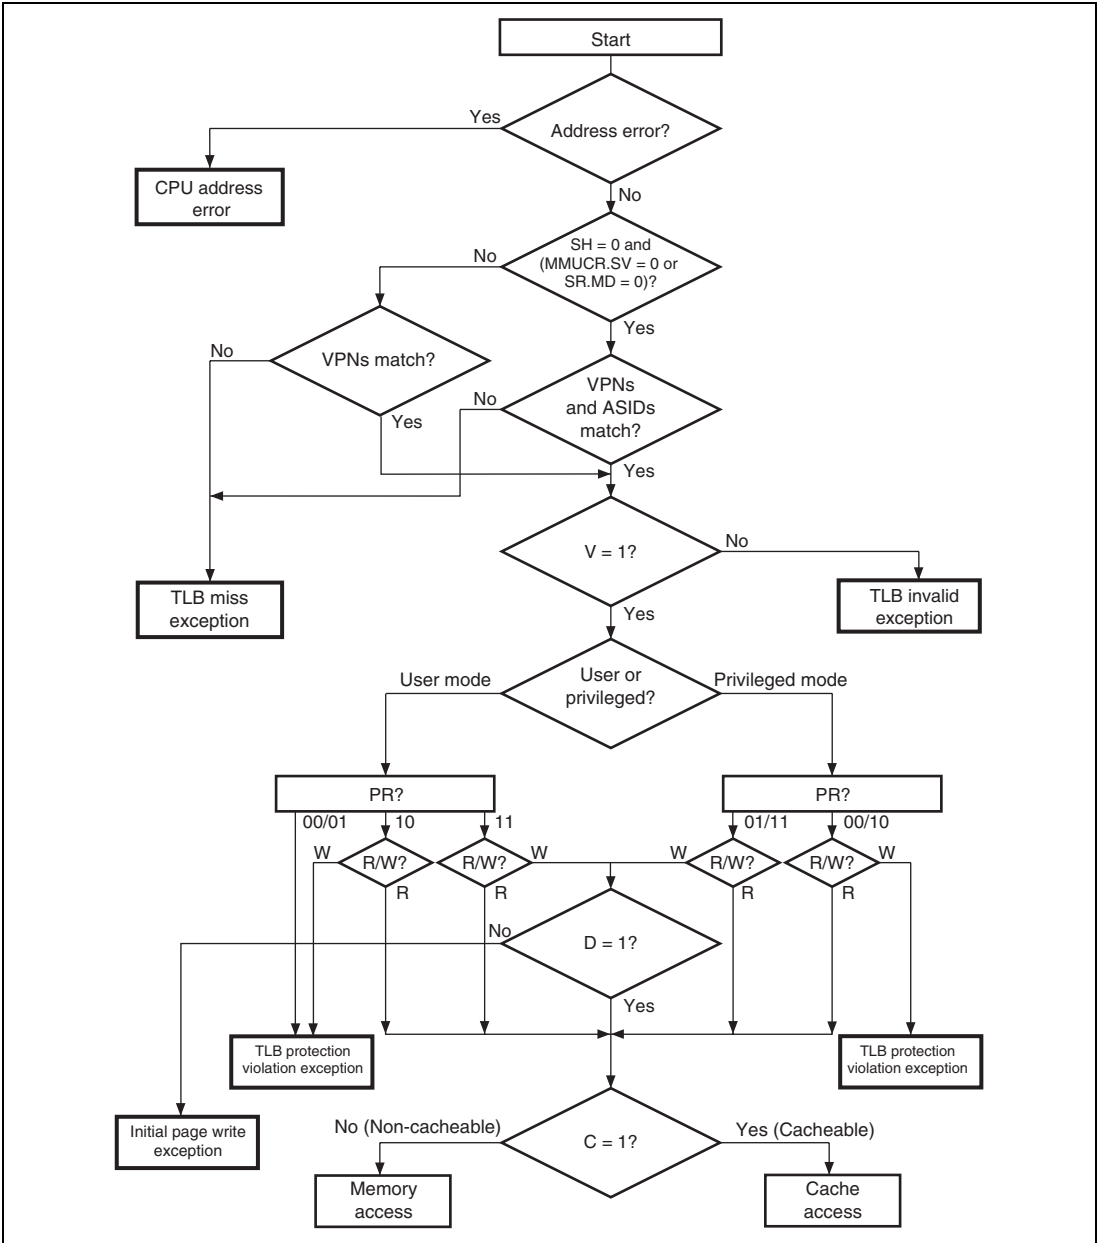 Start
Yes
Address error?
CPU address
error
No
SH = 0 and
(MMUCR.SV = 0 or
SR.MD = 0)?
No
Yes
No
VPNs match?
Yes
No
VPNs
and ASIDs
match?
Yes
V = 1?
No
TLB miss
exception
TLB invalid
exception
Yes
User mode
User or
privileged?
Privileged mode
PR?
PR?
00/01
10
11
01/11
00/10
W
R/W?
R/W?
W
W
R/W?
R/W?
W
R
R
R
R
No
D = 1?
Yes
TLB protection
violation exception
TLB protection
violation exception
Initial page write
exception
No (Non-cacheable)
C = 1?
Yes (Cacheable)
Memory
access
Cache
access